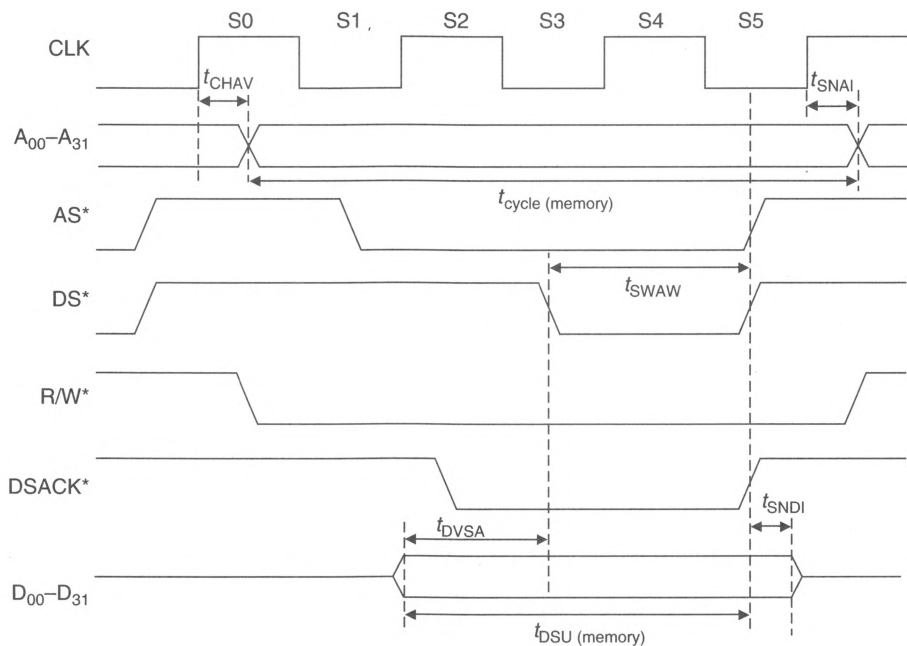 S0 S1 S2 S3 S4 S5
CLK
tCHAV
tSNAI
A00–A31
tcycle (memory)
AS*
tSWAW
DS*
R/W*
DSACK*
tSNDI
tDVSA
D00–D31
tDSU (memory)